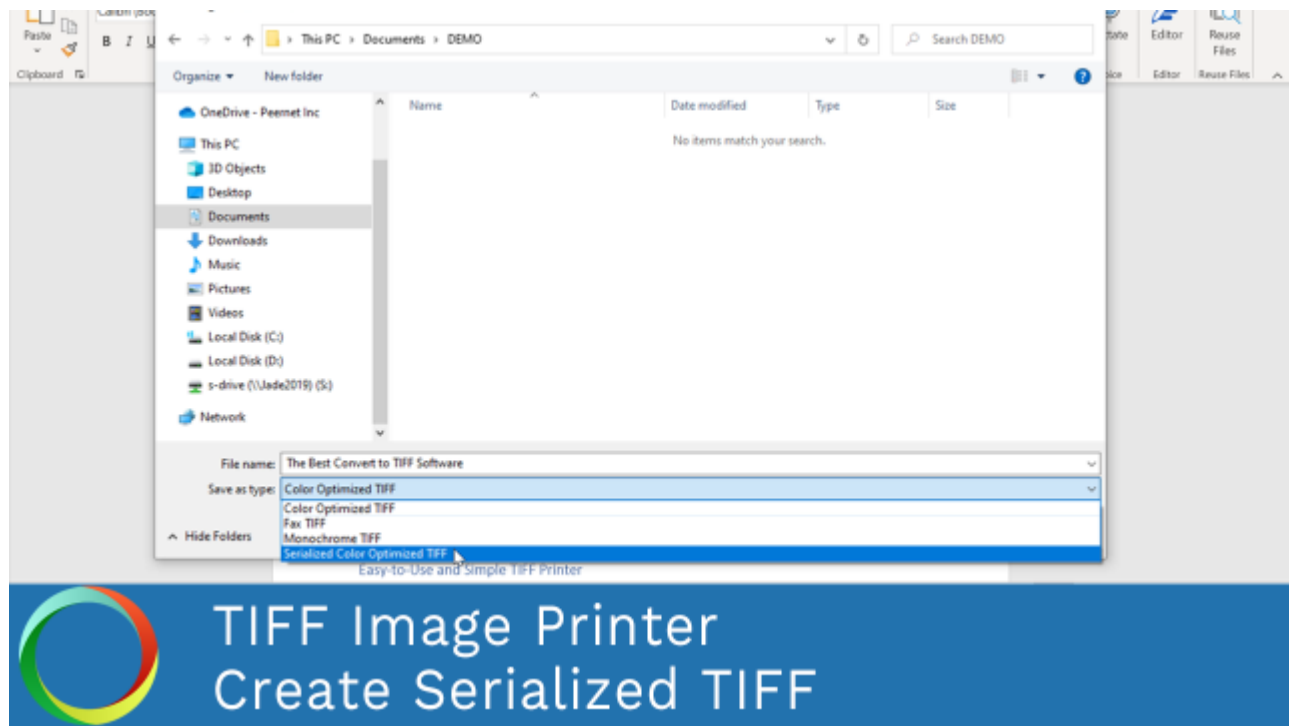 Paste
B I U
Clipboard
This PC > Documents > DEMO
Search DEMO
Editor
Reuse
Files
Editor
Reuse Files
Organize
New folder
Name
Date modified
Type
Size
No items match your search.
OneDrive - Peernet Inc
This PC
3D Objects
Desktop
Documents
Downloads
Music
Pictures
Videos
Local Disk (C:)
Local Disk (D:)
s-drive (\\Jade2019) (S:)
Network
File name: The Best Convert to TIFF Software
Save as type: Color Optimized TIFF
Color Optimized TIFF
Fax TIFF
Monochrome TIFF
Serialized Color Optimized TIFF
Hide Folders
Easy-to-Use and Simple TIFF Printer
TIFF Image Printer
Create Serialized TIFF